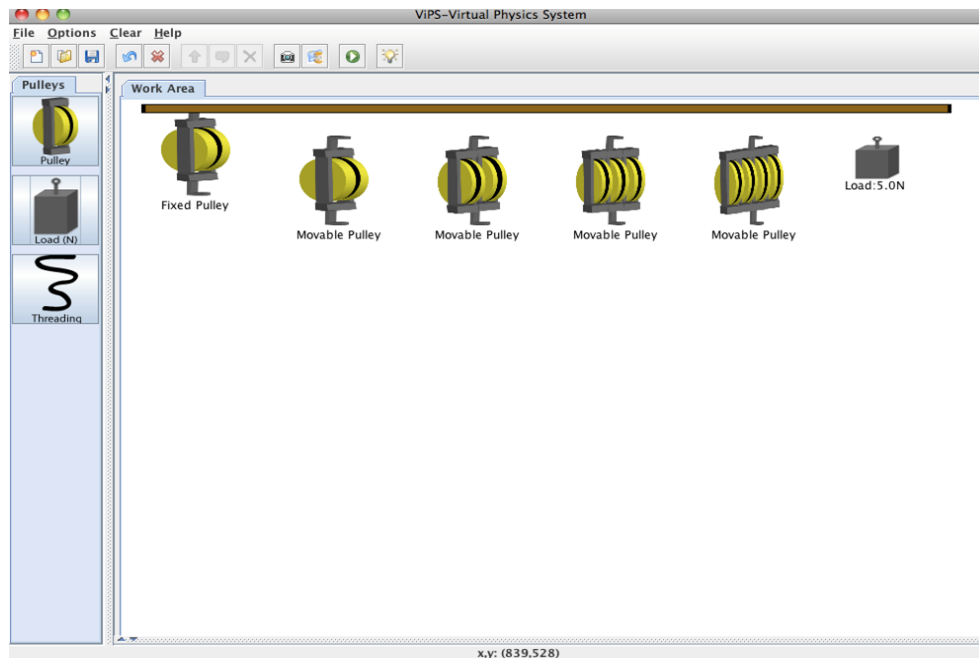 ViPS-Virtual Physics System
File Options Clear Help
Pulleys
Work Area
Pulley
Load (N)
Threading
Fixed Pulley
Movable Pulley
Movable Pulley
Movable Pulley
Movable Pulley
Load:5.0N
x,y: (839,528)